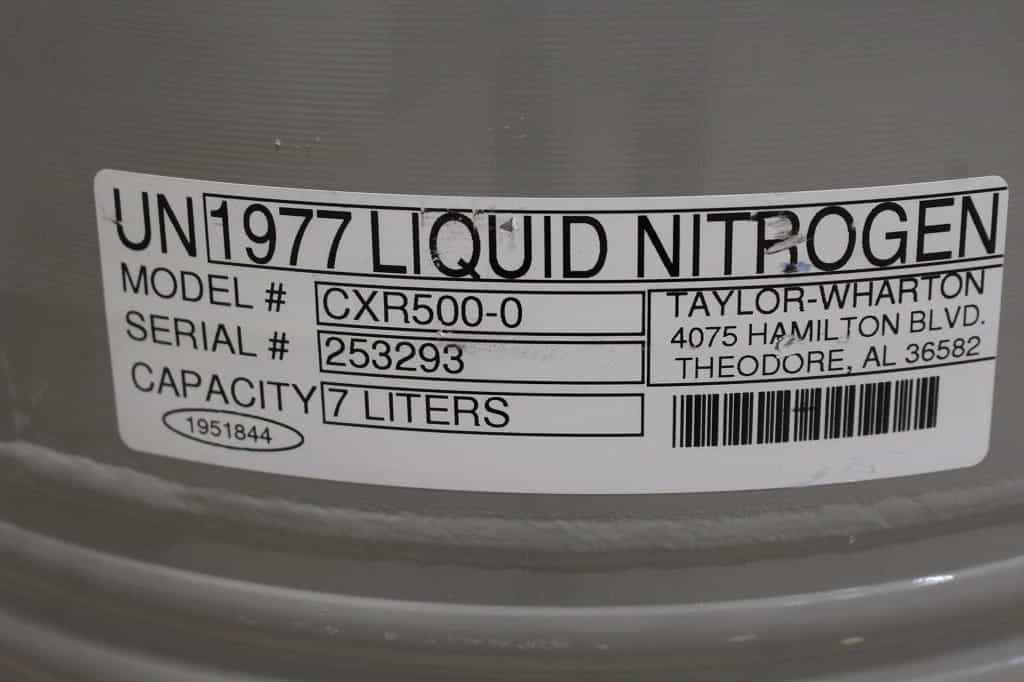 UN 1977 LIQUID NITROGEN
MODEL # CXR500-0
SERIAL # 253293
CAPACITY 7 LITERS
1951844
TAYLOR-WHARTON
4075 HAMILTON BLVD.
THEODORE, AL 36582